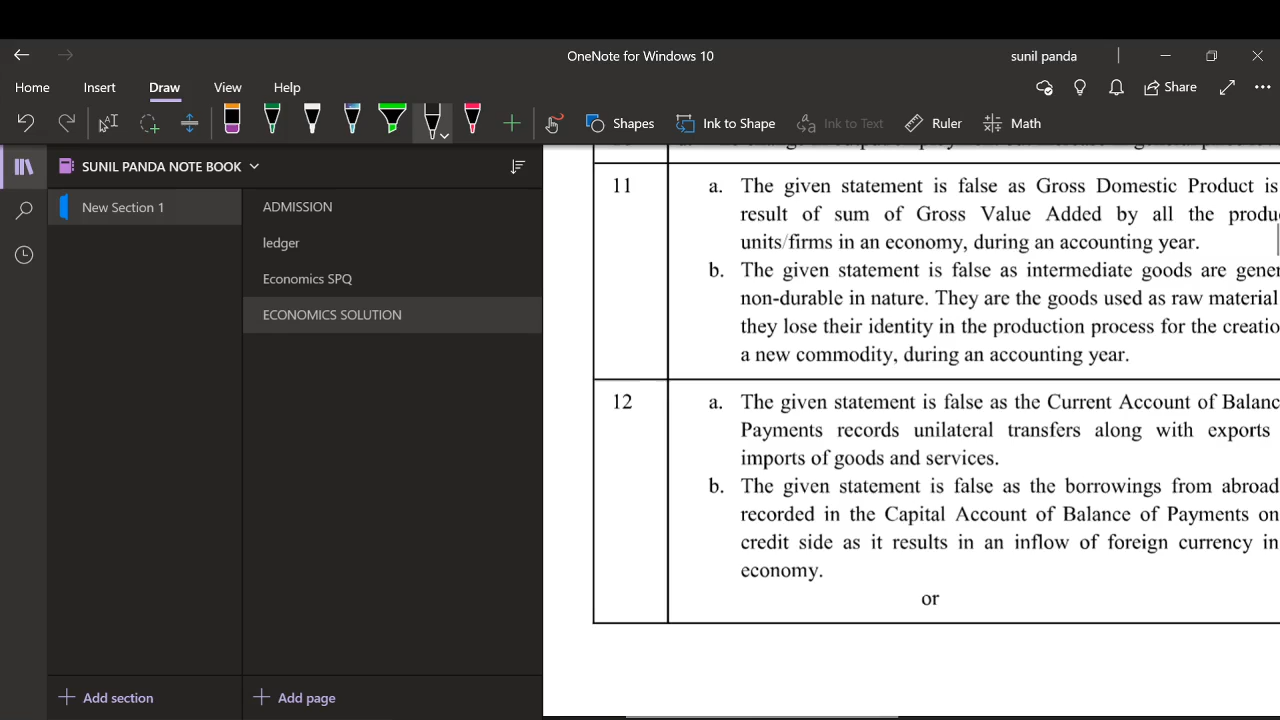 OneNote for Windows 10
sunil panda
Home
Insert
Draw
View
Help
Share
Shapes
Ink to Shape
Ink to Text
Ruler
Math
SUNIL PANDA NOTE BOOK
New Section 1
ADMISSION
ledger
Economics SPQ
ECONOMICS SOLUTION
Add section
Add page
11
a. The given statement is false as Gross Domestic Product is
result of sum of Gross Value Added by all the produc
units/firms in an economy, during an accounting year.
b. The given statement is false as intermediate goods are gener
non-durable in nature. They are the goods used as raw material
they lose their identity in the production process for the creatio
a new commodity, during an accounting year.
12
a. The given statement is false as the Current Account of Balanc
Payments records unilateral transfers along with exports
imports of goods and services.
b. The given statement is false as the borrowings from abroad
recorded in the Capital Account of Balance of Payments on
credit side as it results in an inflow of foreign currency in
economy.
or